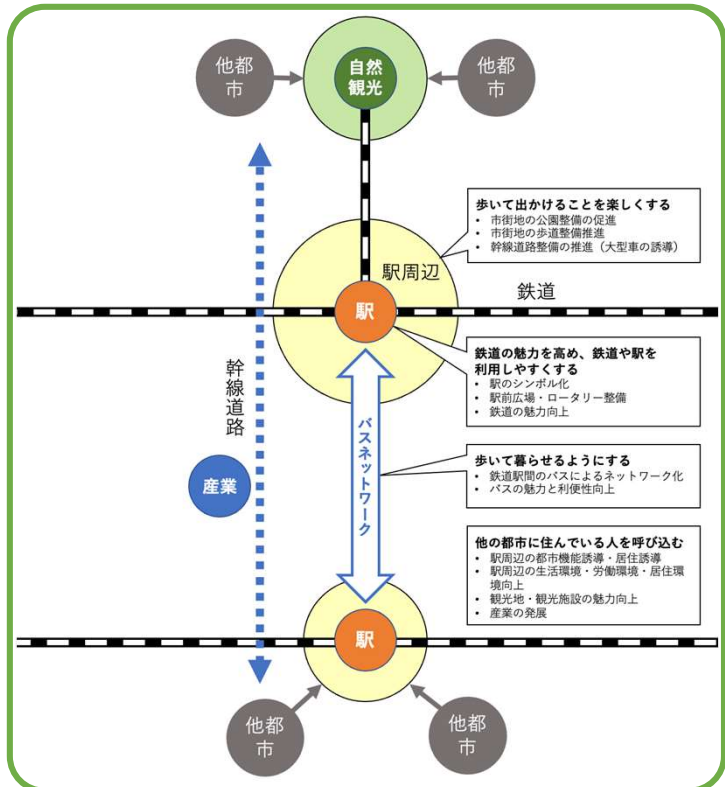 他都
市
自然
観光
他都
市
歩いて出かけることを楽しくする
• 市街地の公園整備の促進
• 市街地の歩道整備推進
• 幹線道路整備の推進（大型車の誘導）
駅周辺
鉄道
駅
鉄道の魅力を高め、鉄道や駅を
利用しやすくする
• 駅のシンボル化
• 駅前広場・ロータリー整備
• 鉄道の魅力向上
幹線道路
バスネットワーク
産業
歩いて暮らせるようにする
• 鉄道駅間のバスによるネットワーク化
• バスの魅力と利便性向上
他の都市に住んでいる人を呼び込む
• 駅周辺の都市機能誘導・居住誘導
• 駅周辺の生活環境・労働環境・居住環
境向上
• 観光地・観光施設の魅力向上
• 産業の発展
駅
他都
市
他都
市